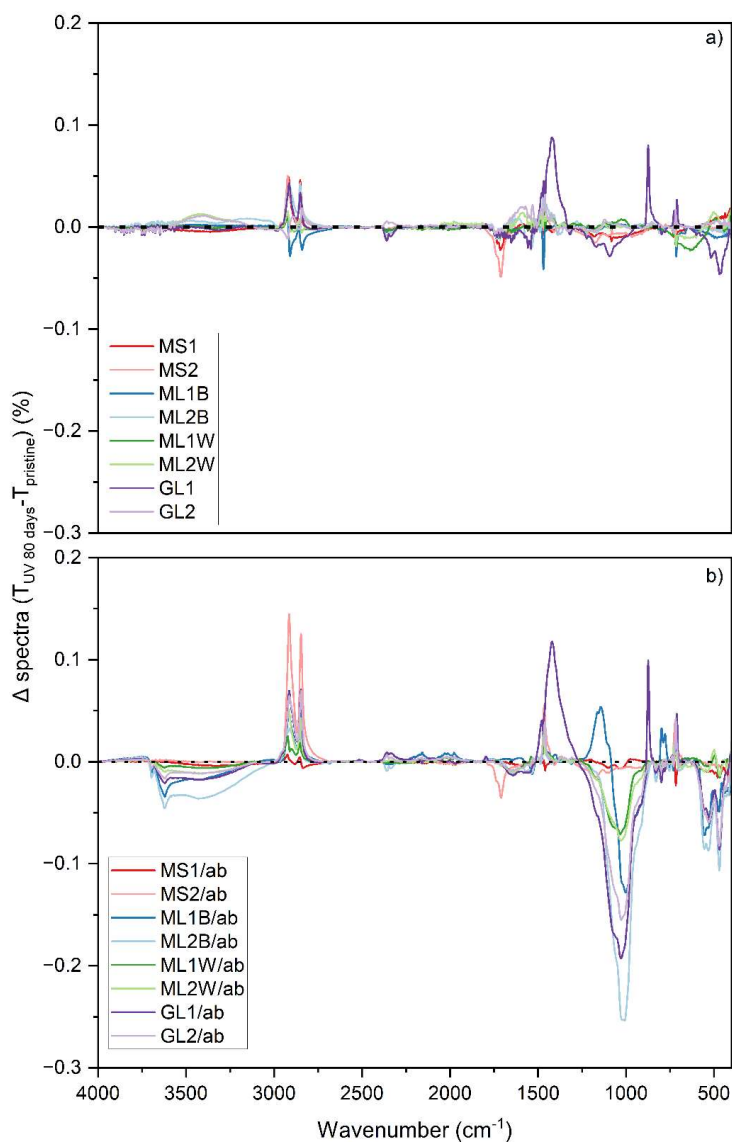 a)
0.2
0.1
0.0
−0.1
−0.2
−0.3
MS1
MS2
ML1B
ML2B
ML1W
ML2W
GL1
GL2
Δ spectra (T_UV 80 days-T_pristine) (%)
b)
0.2
0.1
0.0
−0.1
−0.2
−0.3
MS1/ab
MS2/ab
ML1B/ab
ML2B/ab
ML1W/ab
ML2W/ab
GL1/ab
GL2/ab
4000 3500 3000 2500 2000 1500 1000 500
Wavenumber (cm⁻¹)